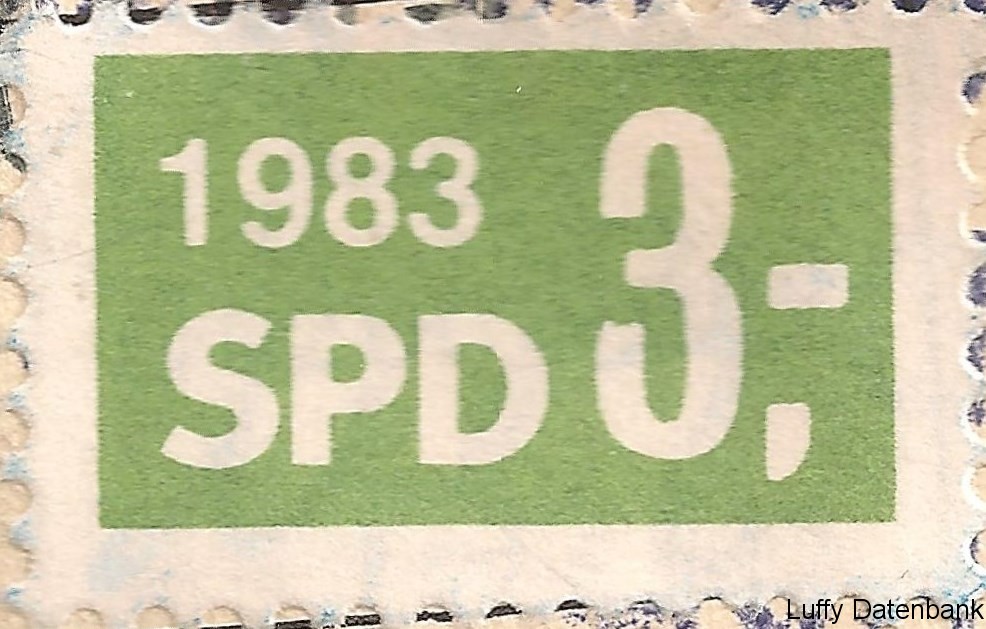 1983
SPD
3,-
Luffy Datenbank